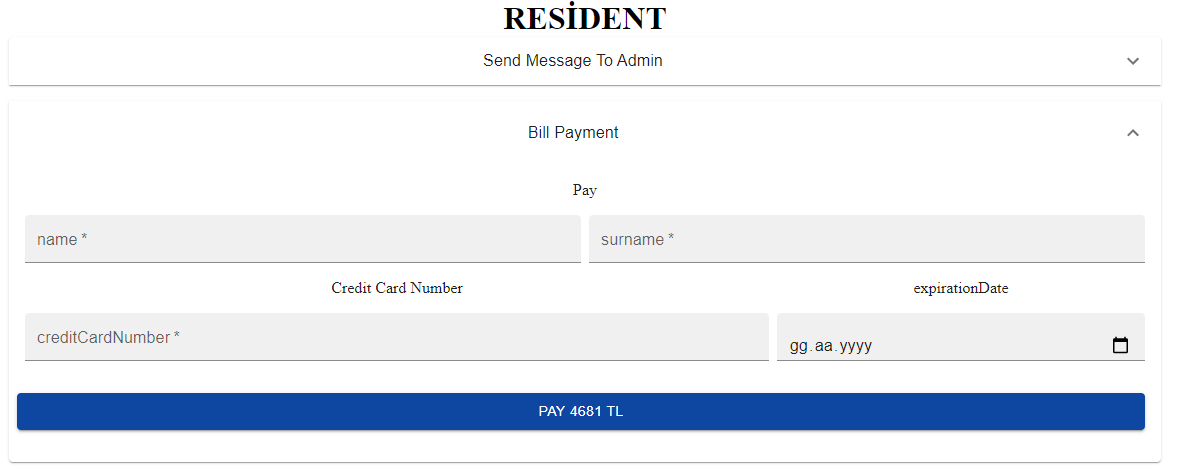 RESİDENT
Send Message To Admin
Bill Payment
Pay
name * surname *
Credit Card Number expirationDate
creditCardNumber * gg.aa.yyyy
PAY 4681 TL